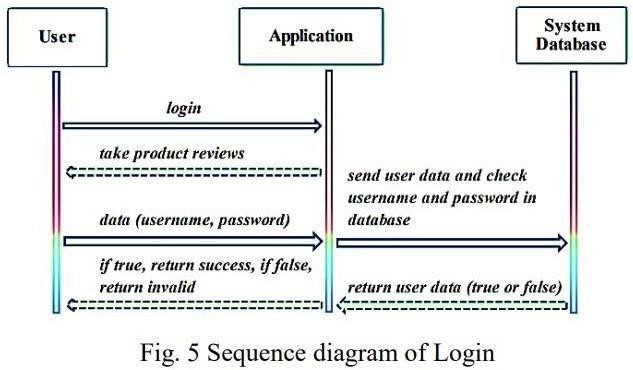 User
Application
System
Database
login
take product reviews
send user data and check
username and password in
database
data (username, password)
if true, return success, if false,
return invalid
return user data (true or false)
Fig. 5 Sequence diagram of Login